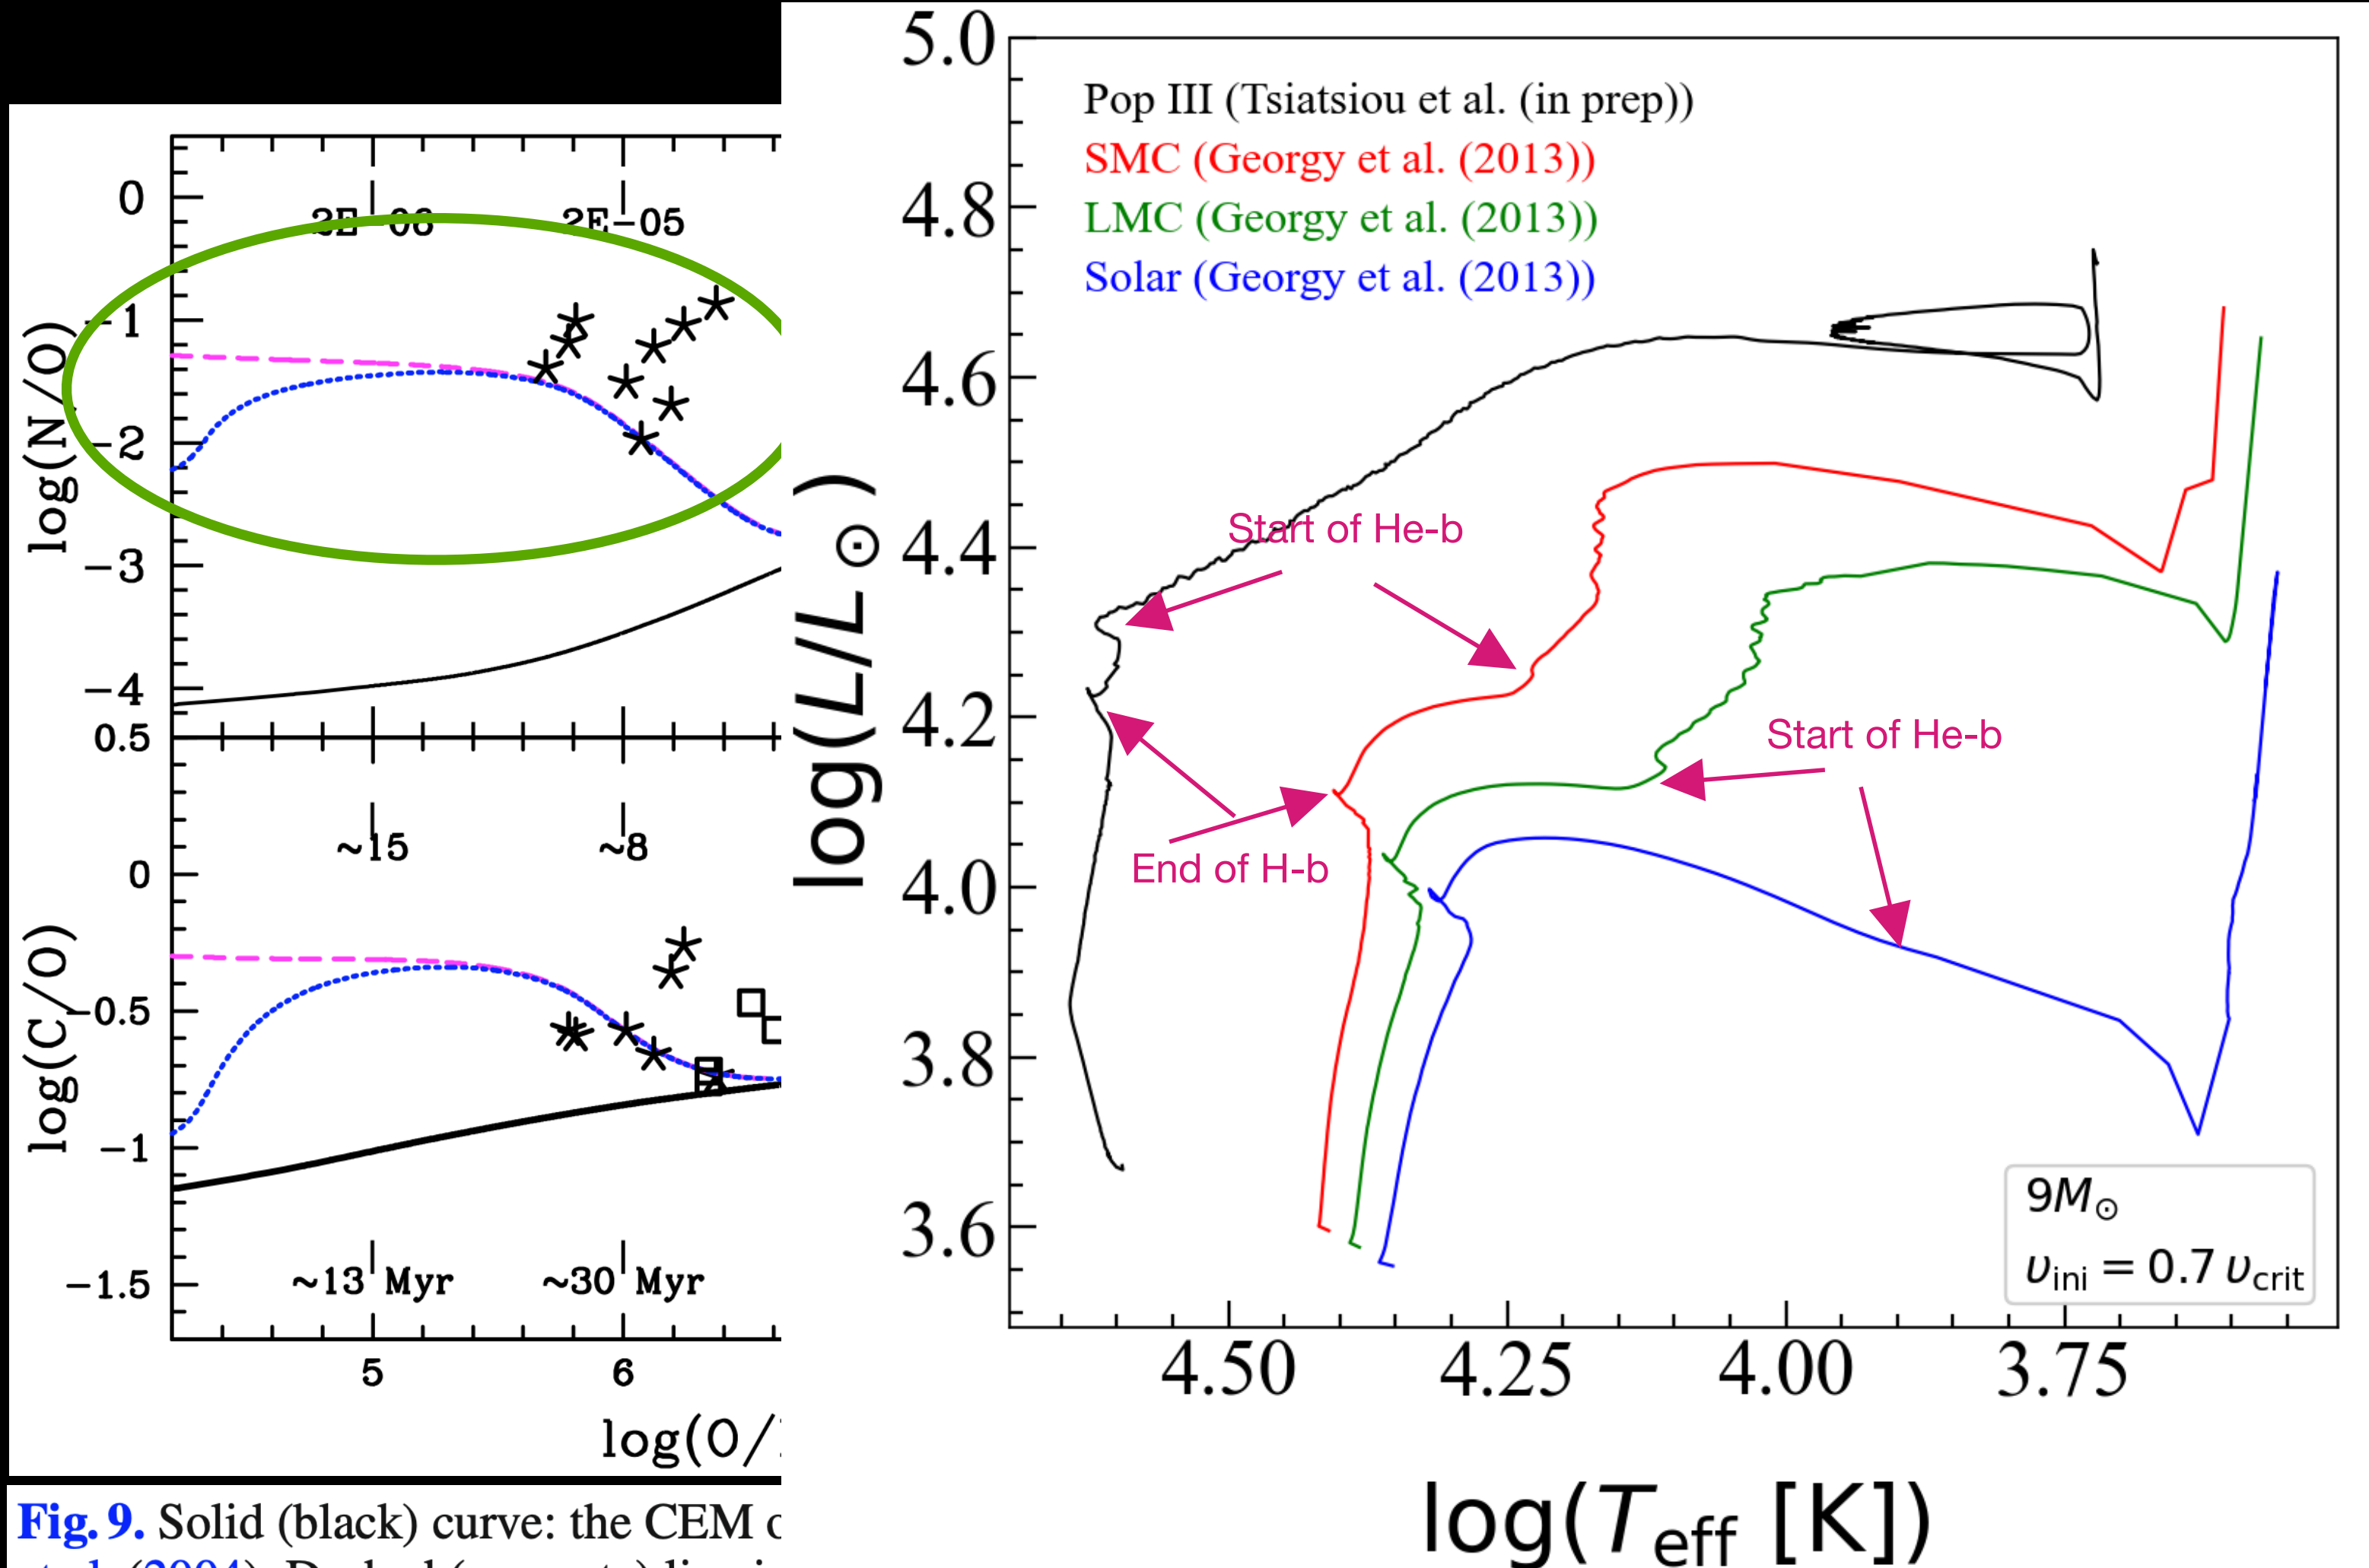 0
2E-06
2E-05
-1
-2
-3
-4
log(N/O)
0.5
~15
~8
0
-0.5
-1
-1.5
log(C/O)
~13 Myr
~30 Myr
5
6
log(O/
Fig. 9. Solid (black) curve: the CEM
5.0
4.8
4.6
4.4
4.2
4.0
3.8
3.6
log(L/L⊙)
Pop III (Tsiatsiou et al. (in prep))
SMC (Georgy et al. (2013))
LMC (Georgy et al. (2013))
Solar (Georgy et al. (2013))
Start of He-b
Start of He-b
End of H-b
9M⊙
υini = 0.7 υcrit
4.50
4.25
4.00
3.75
log(Teff [K])